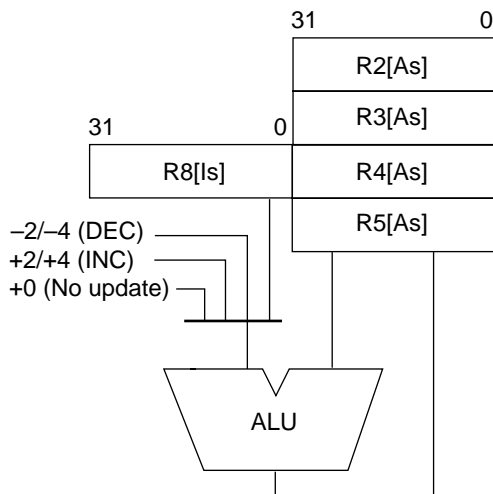 31 0
R2[As]
R3[As]
31 0
R8[Is] R4[As]
R5[As]
–2/–4 (DEC)
+2/+4 (INC)
+0 (No update)
ALU